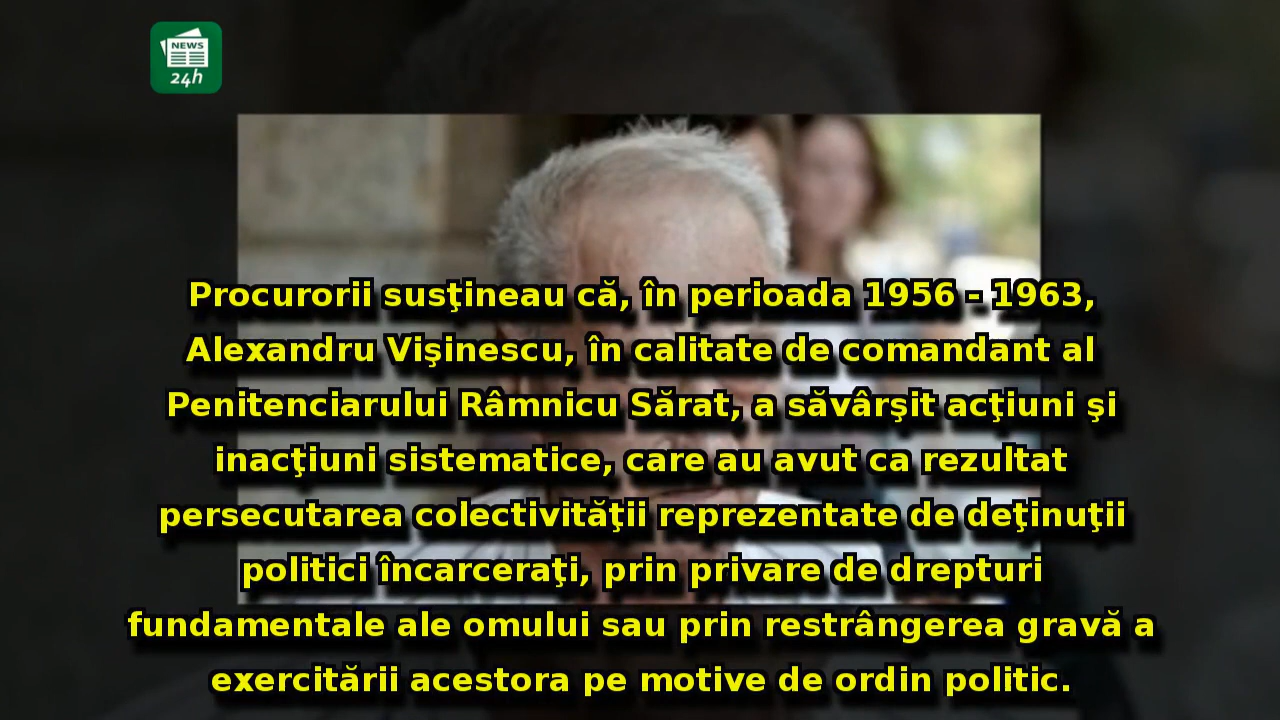 NEWS
24h
Procurorii susţineau că, în perioada 1956 - 1963,
Alexandru Vişinescu, în calitate de comandant al
Penitenciarului Râmnicu Sărat, a săvârşit acţiuni şi
inacţiuni sistematice, care au avut ca rezultat
persecutarea colectivităţii reprezentate de deţinuţii
politici încarceraţi, prin privare de drepturi
fundamentale ale omului sau prin restrângerea gravă a
exercitării acestora pe motive de ordin politic.